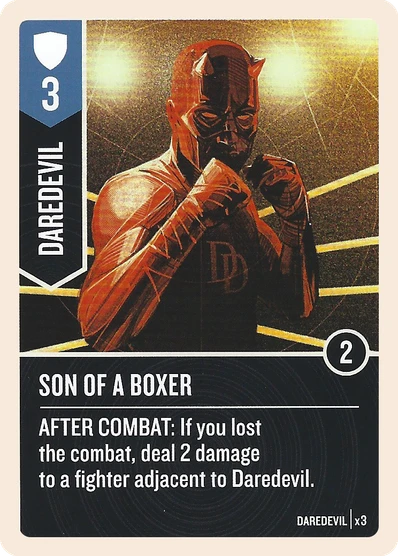 3
DAREDEVIL
DD
2
SON OF A BOXER
AFTER COMBAT: If you lost
the combat, deal 2 damage
to a fighter adjacent to Daredevil.
DAREDEVIL | x3